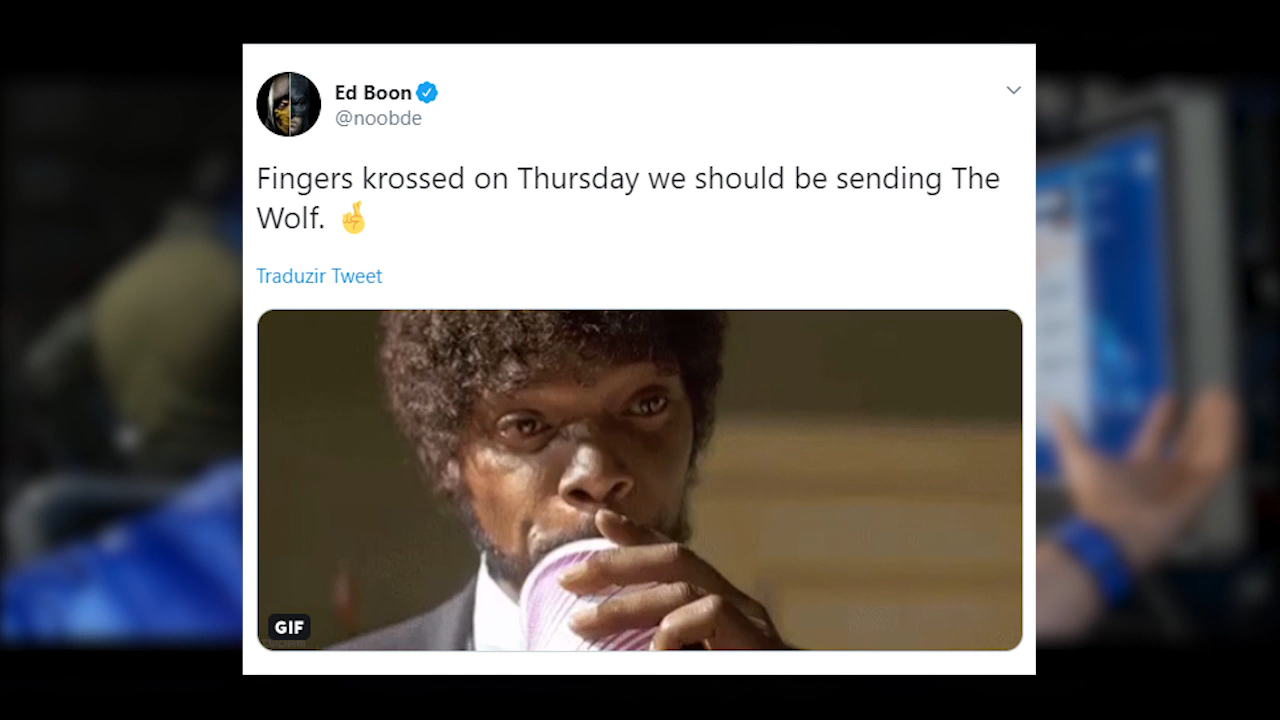 Ed Boon
@noobde
Fingers krossed on Thursday we should be sending The
Wolf. 🤞
Traduzir Tweet
GIF